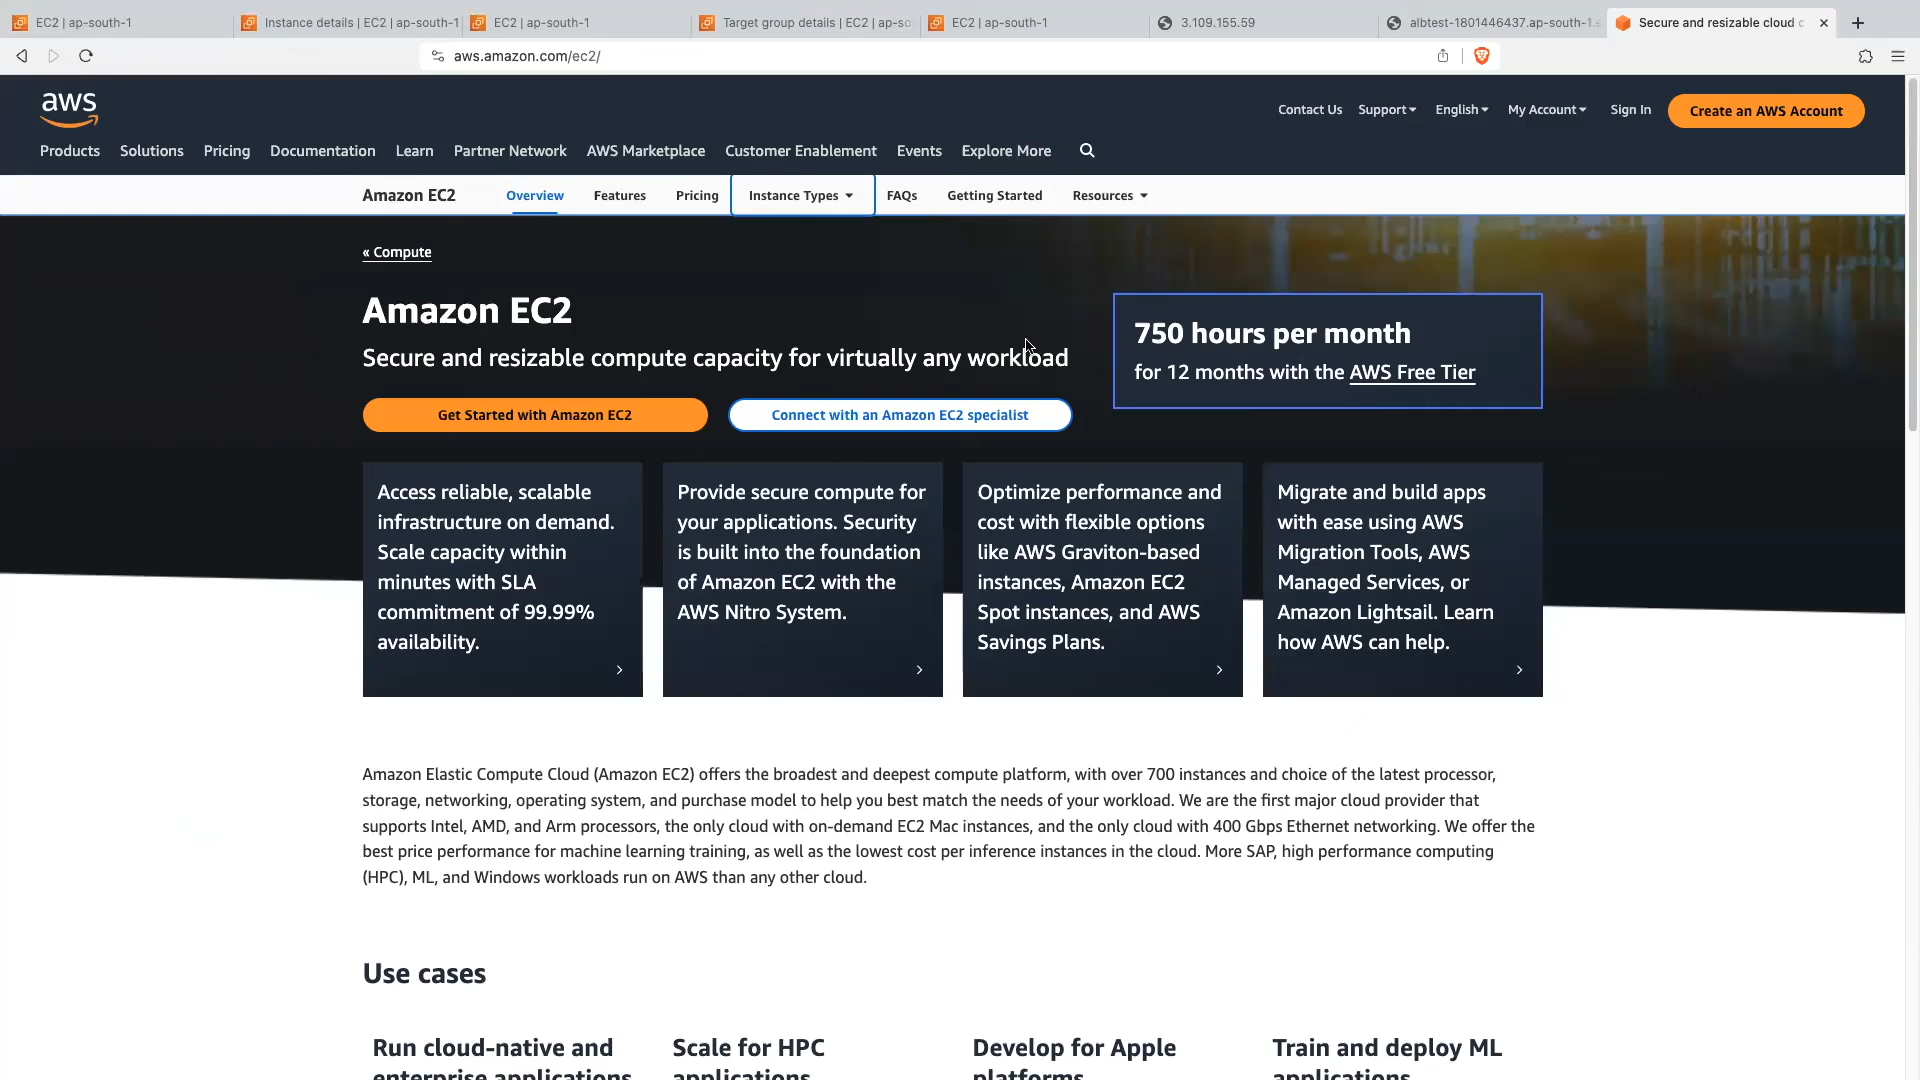 EC2 | ap-south-1
Instance details | EC2 | ap-south-1
EC2 | ap-south-1
Target group details | EC2 | ap-so
EC2 | ap-south-1
3.109.155.59
albtest-1801446437.ap-south-1.
Secure and resizable cloud c
aws.amazon.com/ec2/
aws
Contact Us
Support
English
My Account
Sign In
Create an AWS Account
Products
Solutions
Pricing
Documentation
Learn
Partner Network
AWS Marketplace
Customer Enablement
Events
Explore More
Amazon EC2
Overview
Features
Pricing
Instance Types
FAQs
Getting Started
Resources
« Compute
Amazon EC2
Secure and resizable compute capacity for virtually any workload
Get Started with Amazon EC2
Connect with an Amazon EC2 specialist
750 hours per month
for 12 months with the AWS Free Tier
Access reliable, scalable
infrastructure on demand.
Scale capacity within
minutes with SLA
commitment of 99.99%
availability.
Provide secure compute for
your applications. Security
is built into the foundation
of Amazon EC2 with the
AWS Nitro System.
Optimize performance and
cost with flexible options
like AWS Graviton-based
instances, Amazon EC2
Spot instances, and AWS
Savings Plans.
Migrate and build apps
with ease using AWS
Migration Tools, AWS
Managed Services, or
Amazon Lightsail. Learn
how AWS can help.
Amazon Elastic Compute Cloud (Amazon EC2) offers the broadest and deepest compute platform, with over 700 instances and choice of the latest processor,
storage, networking, operating system, and purchase model to help you best match the needs of your workload. We are the first major cloud provider that
supports Intel, AMD, and Arm processors, the only cloud with on-demand EC2 Mac instances, and the only cloud with 400 Gbps Ethernet networking. We offer the
best price performance for machine learning training, as well as the lowest cost per inference instances in the cloud. More SAP, high performance computing
(HPC), ML, and Windows workloads run on AWS than any other cloud.
Use cases
Run cloud-native and
enterprise applications
Scale for HPC
applications
Develop for Apple
platforms
Train and deploy ML
applications